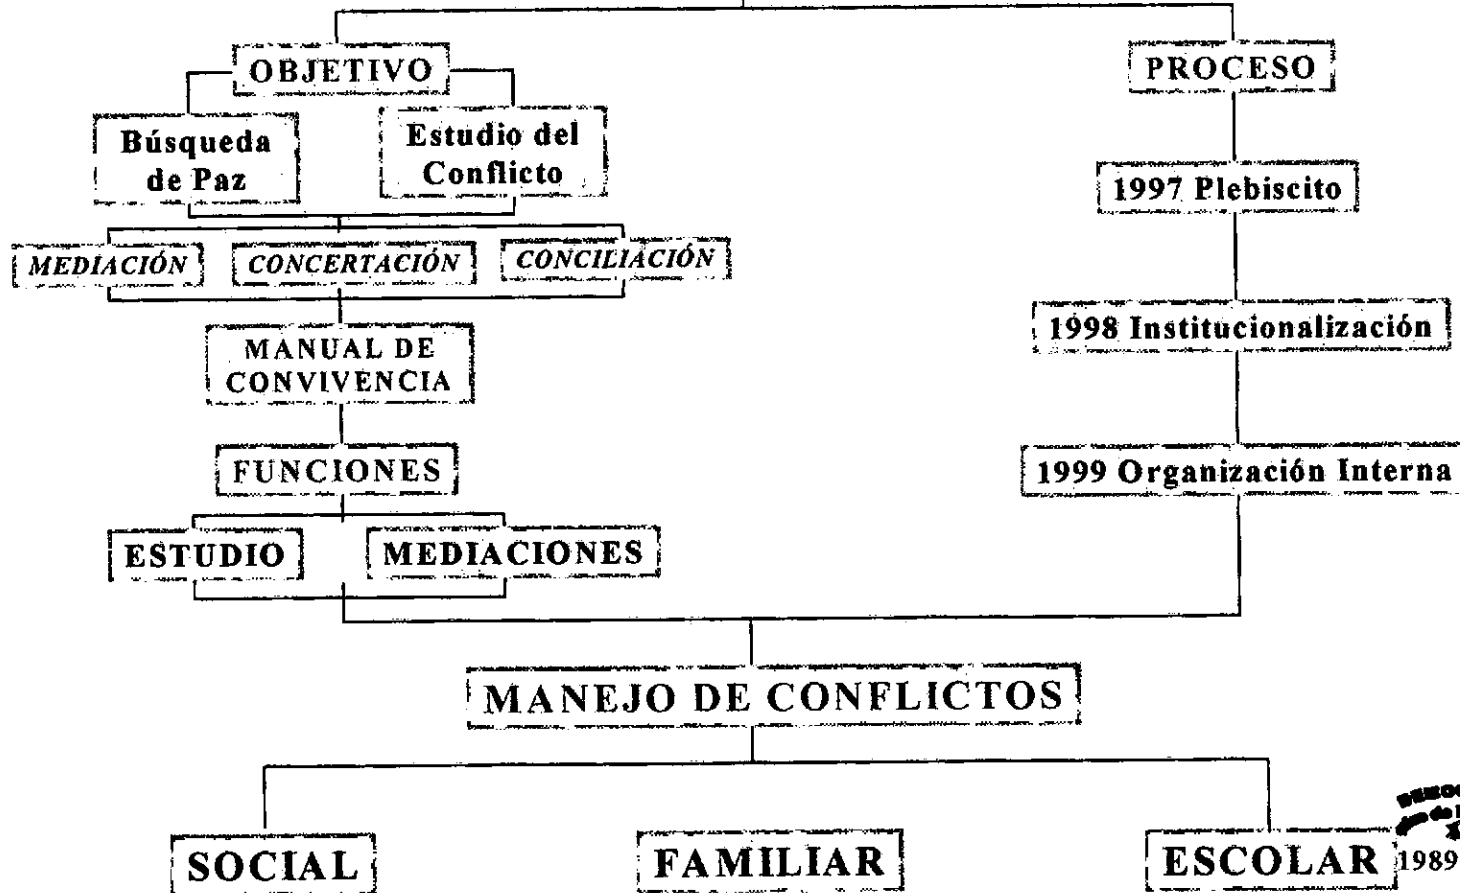 OBJETIVO
PROCESO
Búsqueda
de Paz
Estudio del
Conflicto
1997 Plebiscito
MEDIACIÓN
CONCERTACIÓN
CONCILIACIÓN
1998 Institucionalización
MANUAL DE
CONVIVENCIA
FUNCIONES
1999 Organización Interna
ESTUDIO
MEDIACIONES
MANEJO DE CONFLICTOS
SOCIAL
FAMILIAR
ESCOLAR
1989